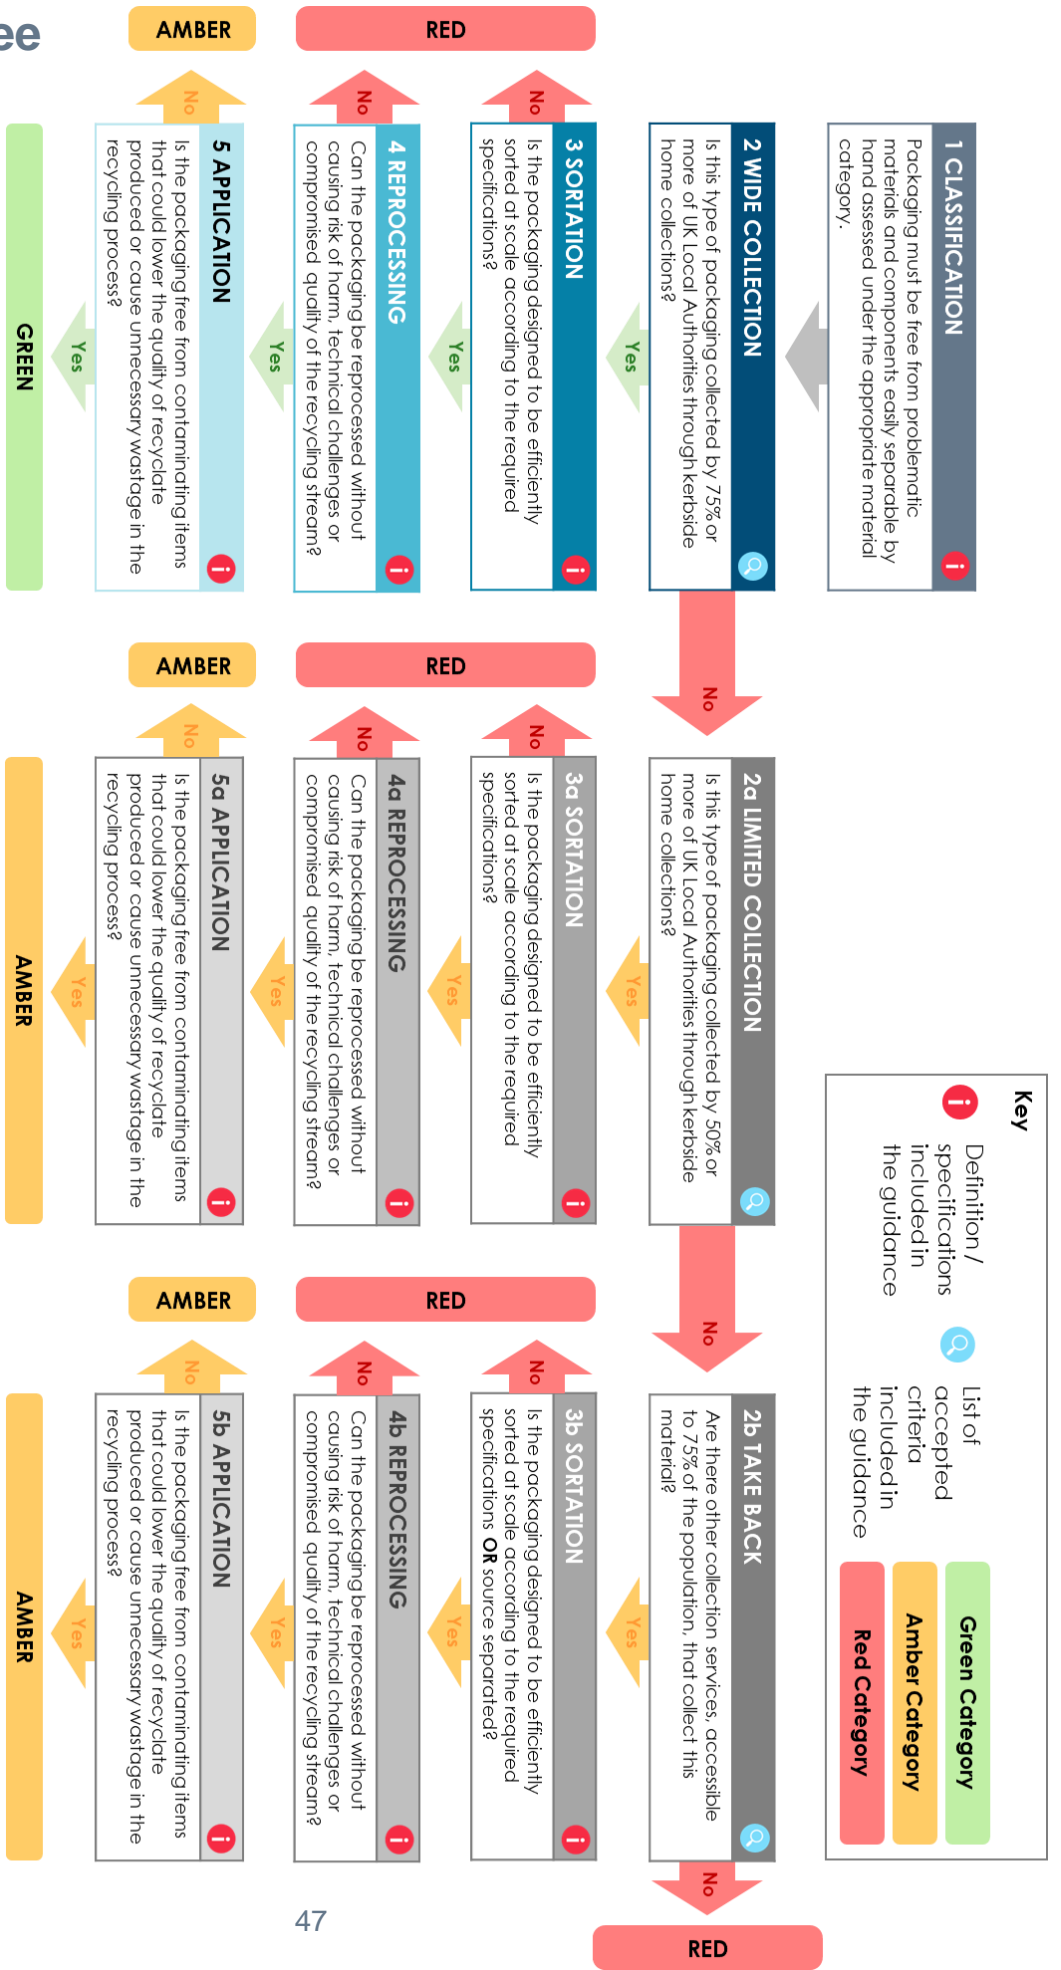 ee
1 CLASSIFICATION
Packaging must be free from problematic
materials and components easily separable by
hand assessed under the appropriate material
category.
2 WIDE COLLECTION
Is this type of packaging collected by 75% or
more of UK Local Authorities through kerbside
home collections?
No
Yes
3 SORTATION
Is the packaging designed to be efficiently
sorted at scale according to the required
specifications?
No
Yes
4 REPROCESSING
Can the packaging be reprocessed without
causing risk of harm, technical challenges or
compromised quality of the recycling stream?
No
RED
Yes
5 APPLICATION
Is the packaging free from contaminating items
that could lower the quality of recyclate
produced or cause unnecessary wastage in the
recycling process?
No
AMBER
Yes
GREEN
2a LIMITED COLLECTION
Is this type of packaging collected by 50% or
more of UK Local Authorities through kerbside
home collections?
No
Yes
3a SORTATION
Is the packaging designed to be efficiently
sorted at scale according to the required
specifications?
No
Yes
4a REPROCESSING
Can the packaging be reprocessed without
causing risk of harm, technical challenges or
compromised quality of the recycling stream?
No
RED
Yes
5a APPLICATION
Is the packaging free from contaminating items
that could lower the quality of recyclate
produced or cause unnecessary wastage in the
recycling process?
No
AMBER
Yes
AMBER
2b TAKE BACK
Are there other collection services, accessible
to 75% of the population, that collect this
material?
No
RED
Yes
3b SORTATION
Is the packaging designed to be efficiently
sorted at scale according to the required
specifications OR source separated?
No
Yes
4b REPROCESSING
Can the packaging be reprocessed without
causing risk of harm, technical challenges or
compromised quality of the recycling stream?
No
RED
Yes
5b APPLICATION
Is the packaging free from contaminating items
that could lower the quality of recyclate
produced or cause unnecessary wastage in the
recycling process?
No
AMBER
Yes
AMBER
Key
i
Definition /
specifications
included in
the guidance
List of
accepted
criteria
included in
the guidance
Green Category
Amber Category
Red Category
47